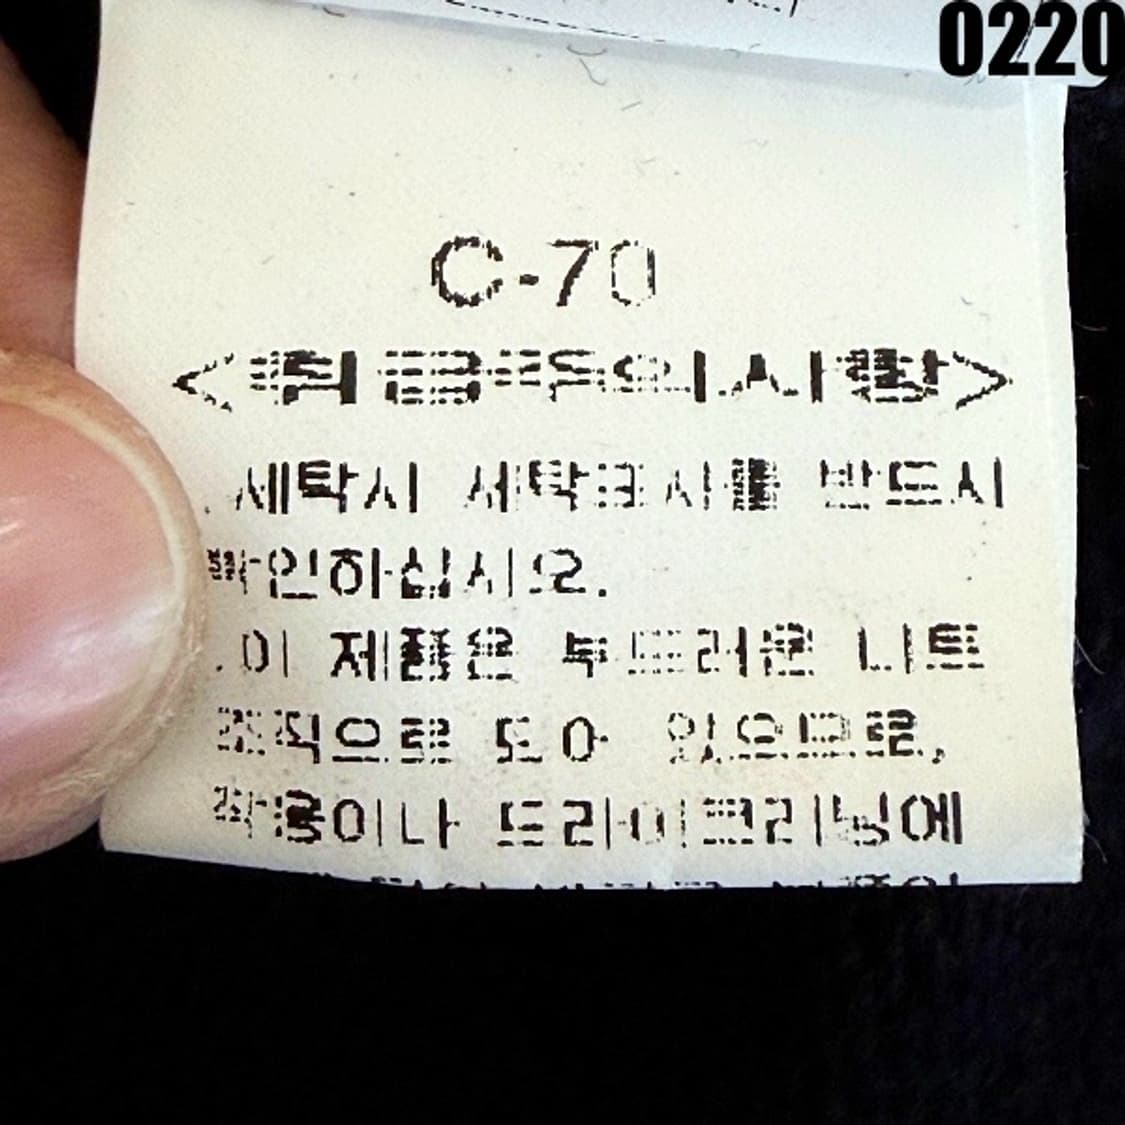 0220
C-70
<취급주의사항>
.세탁시 세탁표시를 반드시
확인하십시오.
.이 제품은 부드러운 니트
조직으로 되어 있으므로,
착용이나 드라이크리닝에